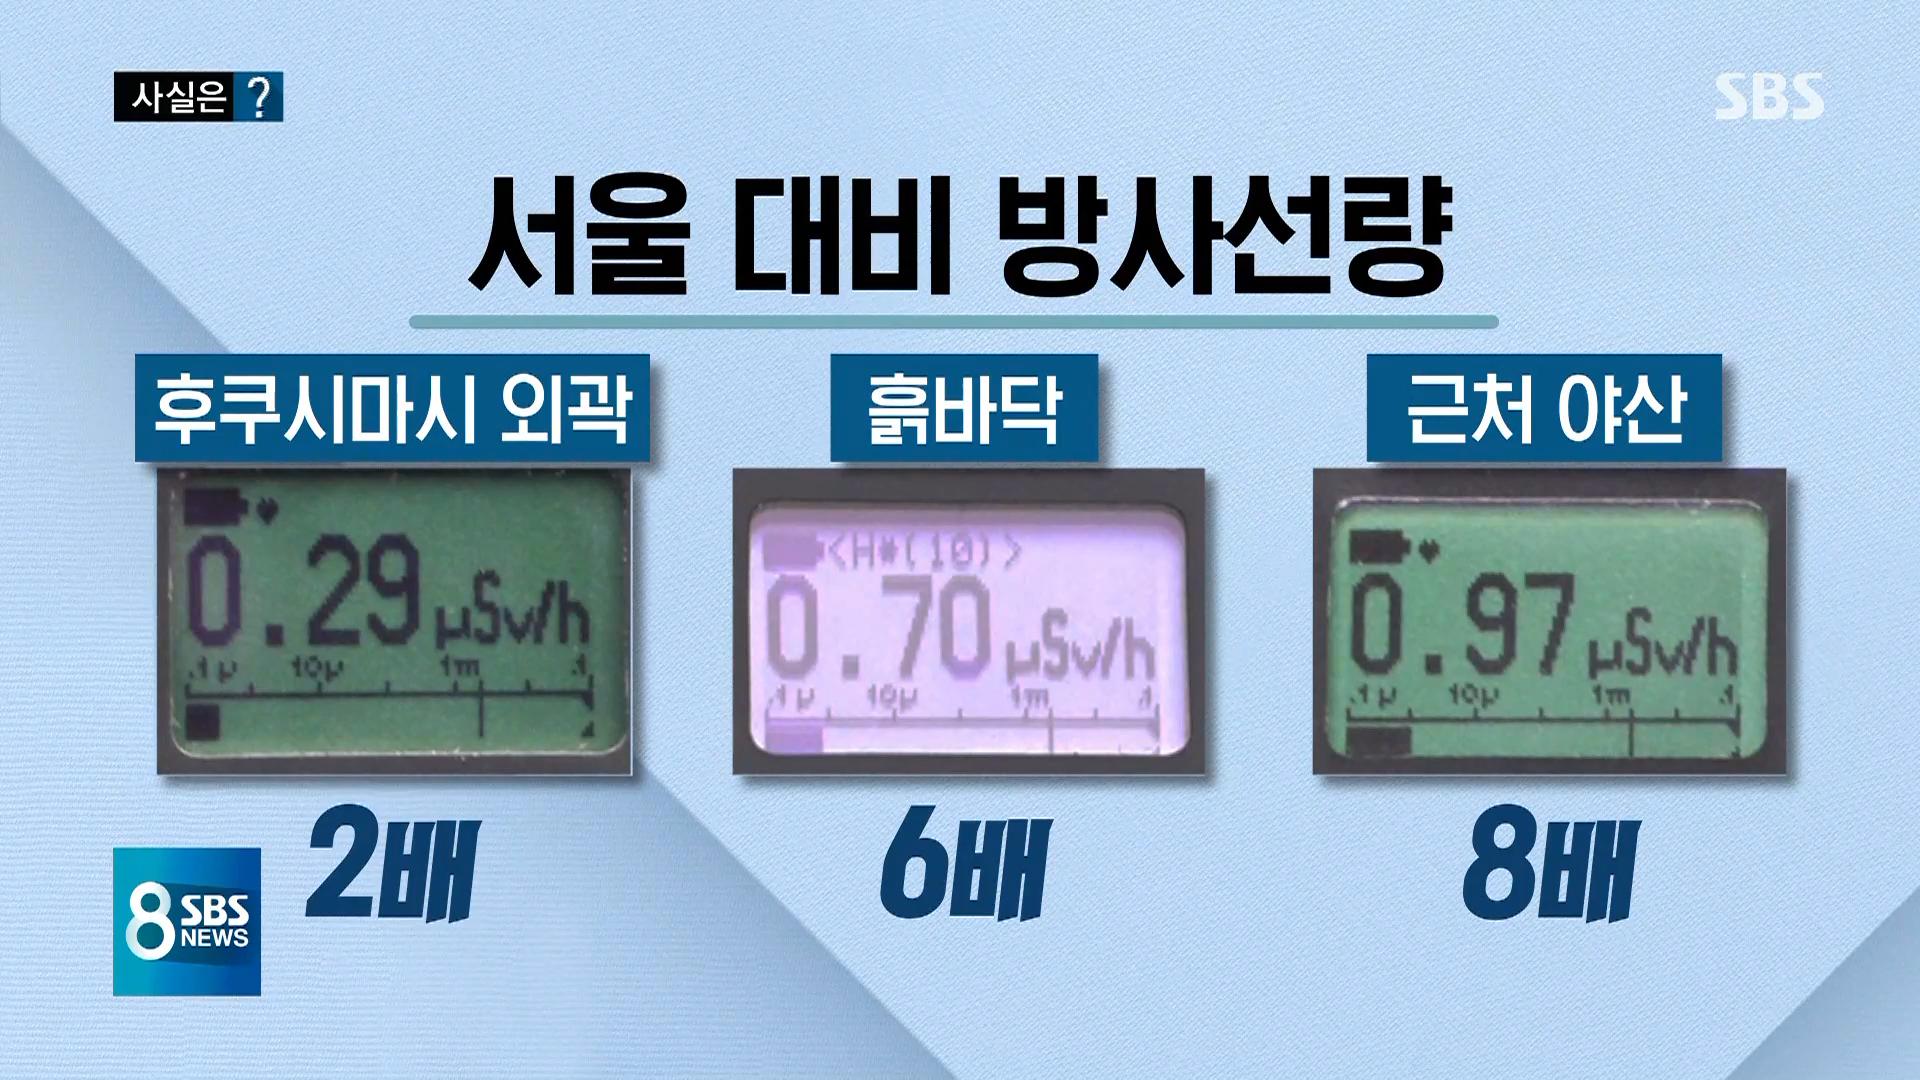 사실은 ?
SBS
서울 대비 방사선량
후쿠시마시 외곽
흙바닥
근처 야산
0.29 µSv/h
.1µ 10µ 1m .1
<H*(10)>
0.70 µSv/h
.1µ 10µ 1m .1
0.97 µSv/h
.1µ 10µ 1m .1
2배
6배
8배
8 SBS
NEWS